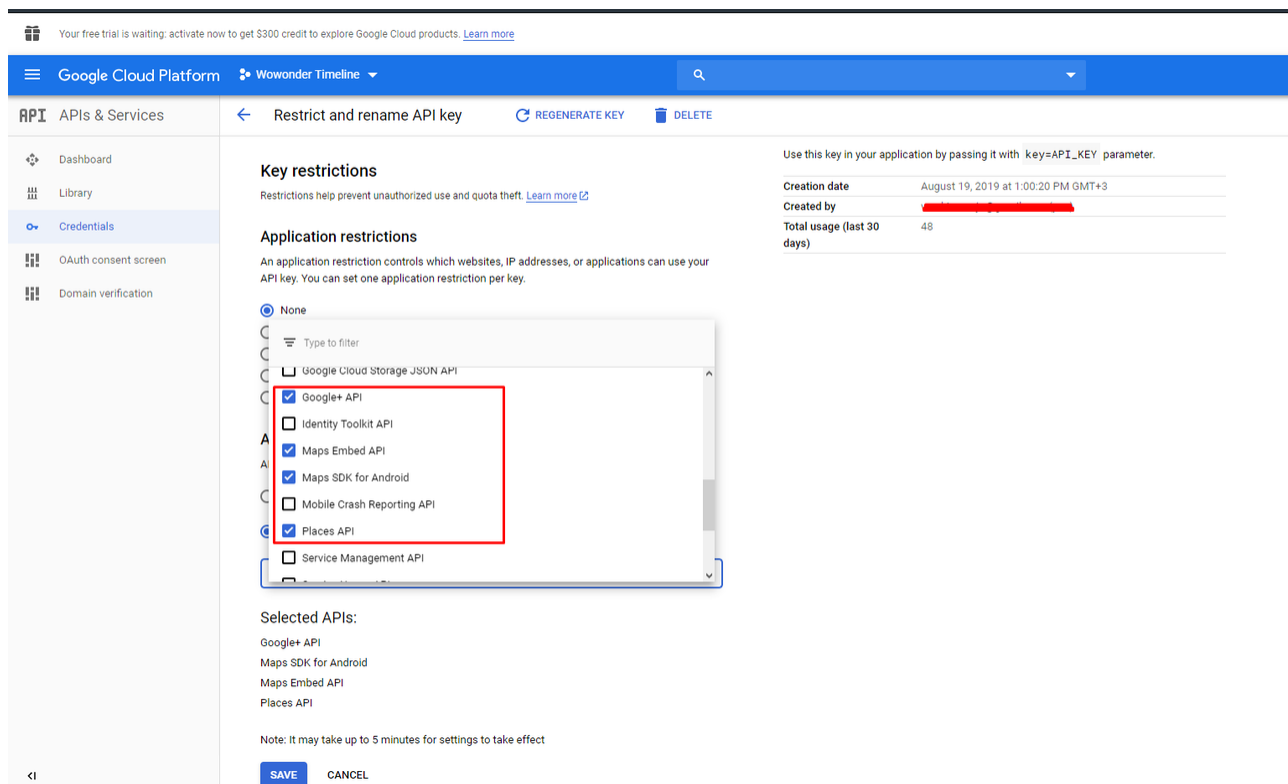 Your free trial is waiting: activate now to get $300 credit to explore Google Cloud products. Learn more
Google Cloud Platform
Wowonder Timeline
API APIs & Services
Restrict and rename API key
REGENERATE KEY
DELETE
Dashboard
Library
Credentials
OAuth consent screen
Domain verification
Key restrictions
Restrictions help prevent unauthorized use and quota theft. Learn more
Application restrictions
An application restriction controls which websites, IP addresses, or applications can use your
API key. You can set one application restriction per key.
None
Type to filter
Google Cloud Storage JSON API
Google+ API
Identity Toolkit API
Maps Embed API
Maps SDK for Android
Mobile Crash Reporting API
Places API
Service Management API
Selected APIs:
Google+ API
Maps SDK for Android
Maps Embed API
Places API
Note: It may take up to 5 minutes for settings to take effect
SAVE
CANCEL
Use this key in your application by passing it with key=API_KEY parameter.
Creation date August 19, 2019 at 1:00:20 PM GMT+3
Created by
Total usage (last 30 48
days)